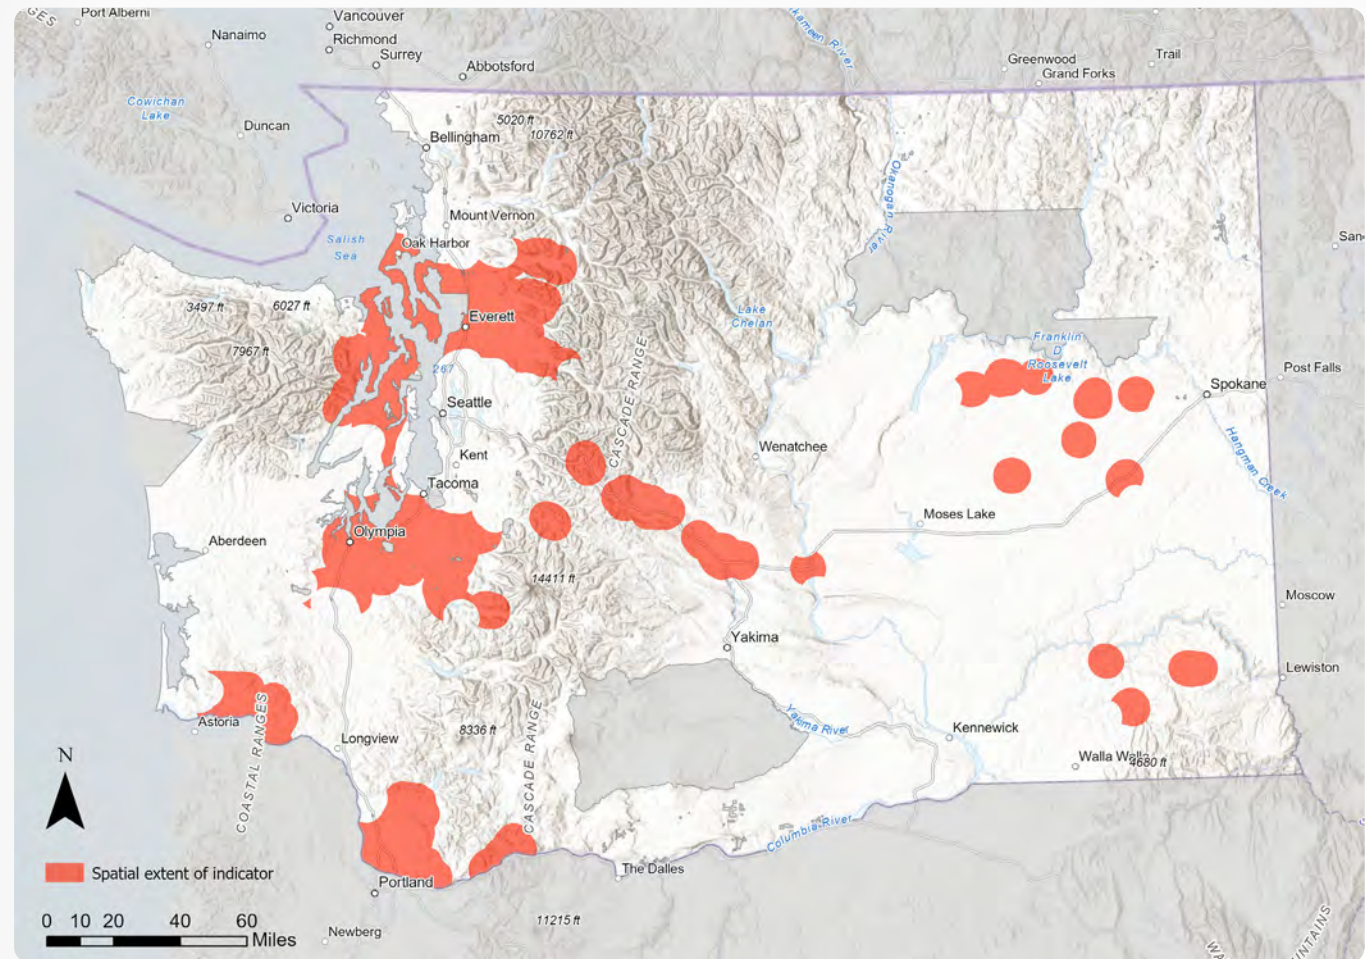 GES
Port Alberni
Nanaimo
Vancouver
Richmond
Surrey
Abbotsford
Greenwood
Grand Forks
Trail
Cowichan
Lake
Duncan
Victoria
Salish
Sea
5020 ft
10762 ft
Bellingham
Mount Vernon
Oak Harbor
Okanogan River
San
3497 ft
6027 ft
7967 ft
Everett
267
Lake
Chelan
Franklin
D
Roosevelt
Lake
Post Falls
Spokane
Hangman Creek
Seattle
CASCADE RANGE
Wenatchee
Kent
Tacoma
Moses Lake
Olympia
Aberdeen
14411 ft
Moscow
Yakima
Lewiston
Astoria
COASTAL RANGES
Longview
8336 ft
CASCADE RANGE
Yakima River
Kennewick
Walla Walla
4680 ft
Columbia River
The Dalles
Portland
Newberg
11215 ft
N
Spatial extent of indicator
0 10 20 40 60
Miles
WA
UNTAINS